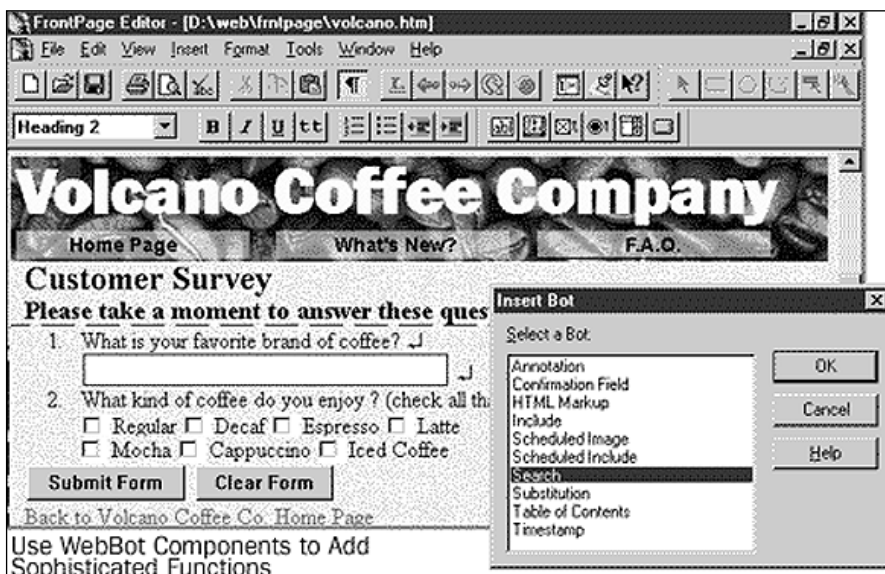 FrontPage Editor - [D:\web\frntpage\volcano.htm]
File Edit View Insert Format Tools Window Help
Heading 2
B I U tt
Volcano Coffee Company
Home Page What's New? F.A.Q.
Customer Survey
Please take a moment to answer these ques
1. What is your favorite brand of coffee?
2. What kind of coffee do you enjoy ? (check all tha
Regular Decaf Espresso Latte
Mocha Cappuccino Iced Coffee
Submit Form Clear Form
Back to Volcano Coffee Co. Home Page
Insert Bot
Select a Bot:
Annotation
Confirmation Field
HTML Markup
Include
Scheduled Image
Scheduled Include
Search
Substitution
Table of Contents
Timestamp
OK
Cancel
Help
Use WebBot Components to Add
Sophisticated Functions